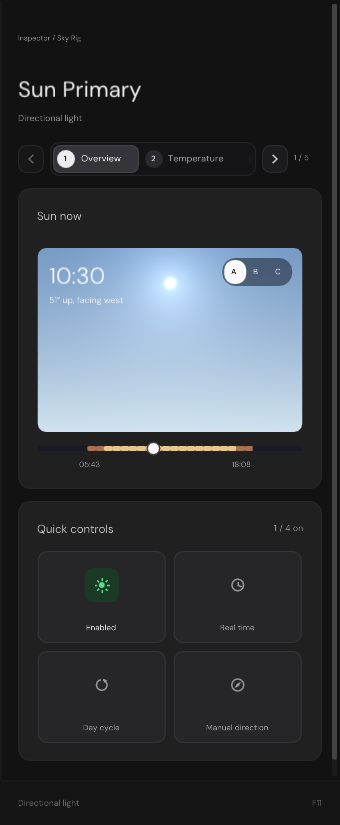 Inspector / Sky Rig
Sun Primary
Directional light
1 Overview
2 Temperature
1 / 5
Sun now
10:30
51° up, facing west
A B C
05:43
18:08
Quick controls
1 / 4 on
Enabled
Real time
Day cycle
Manual direction
Directional light
F11